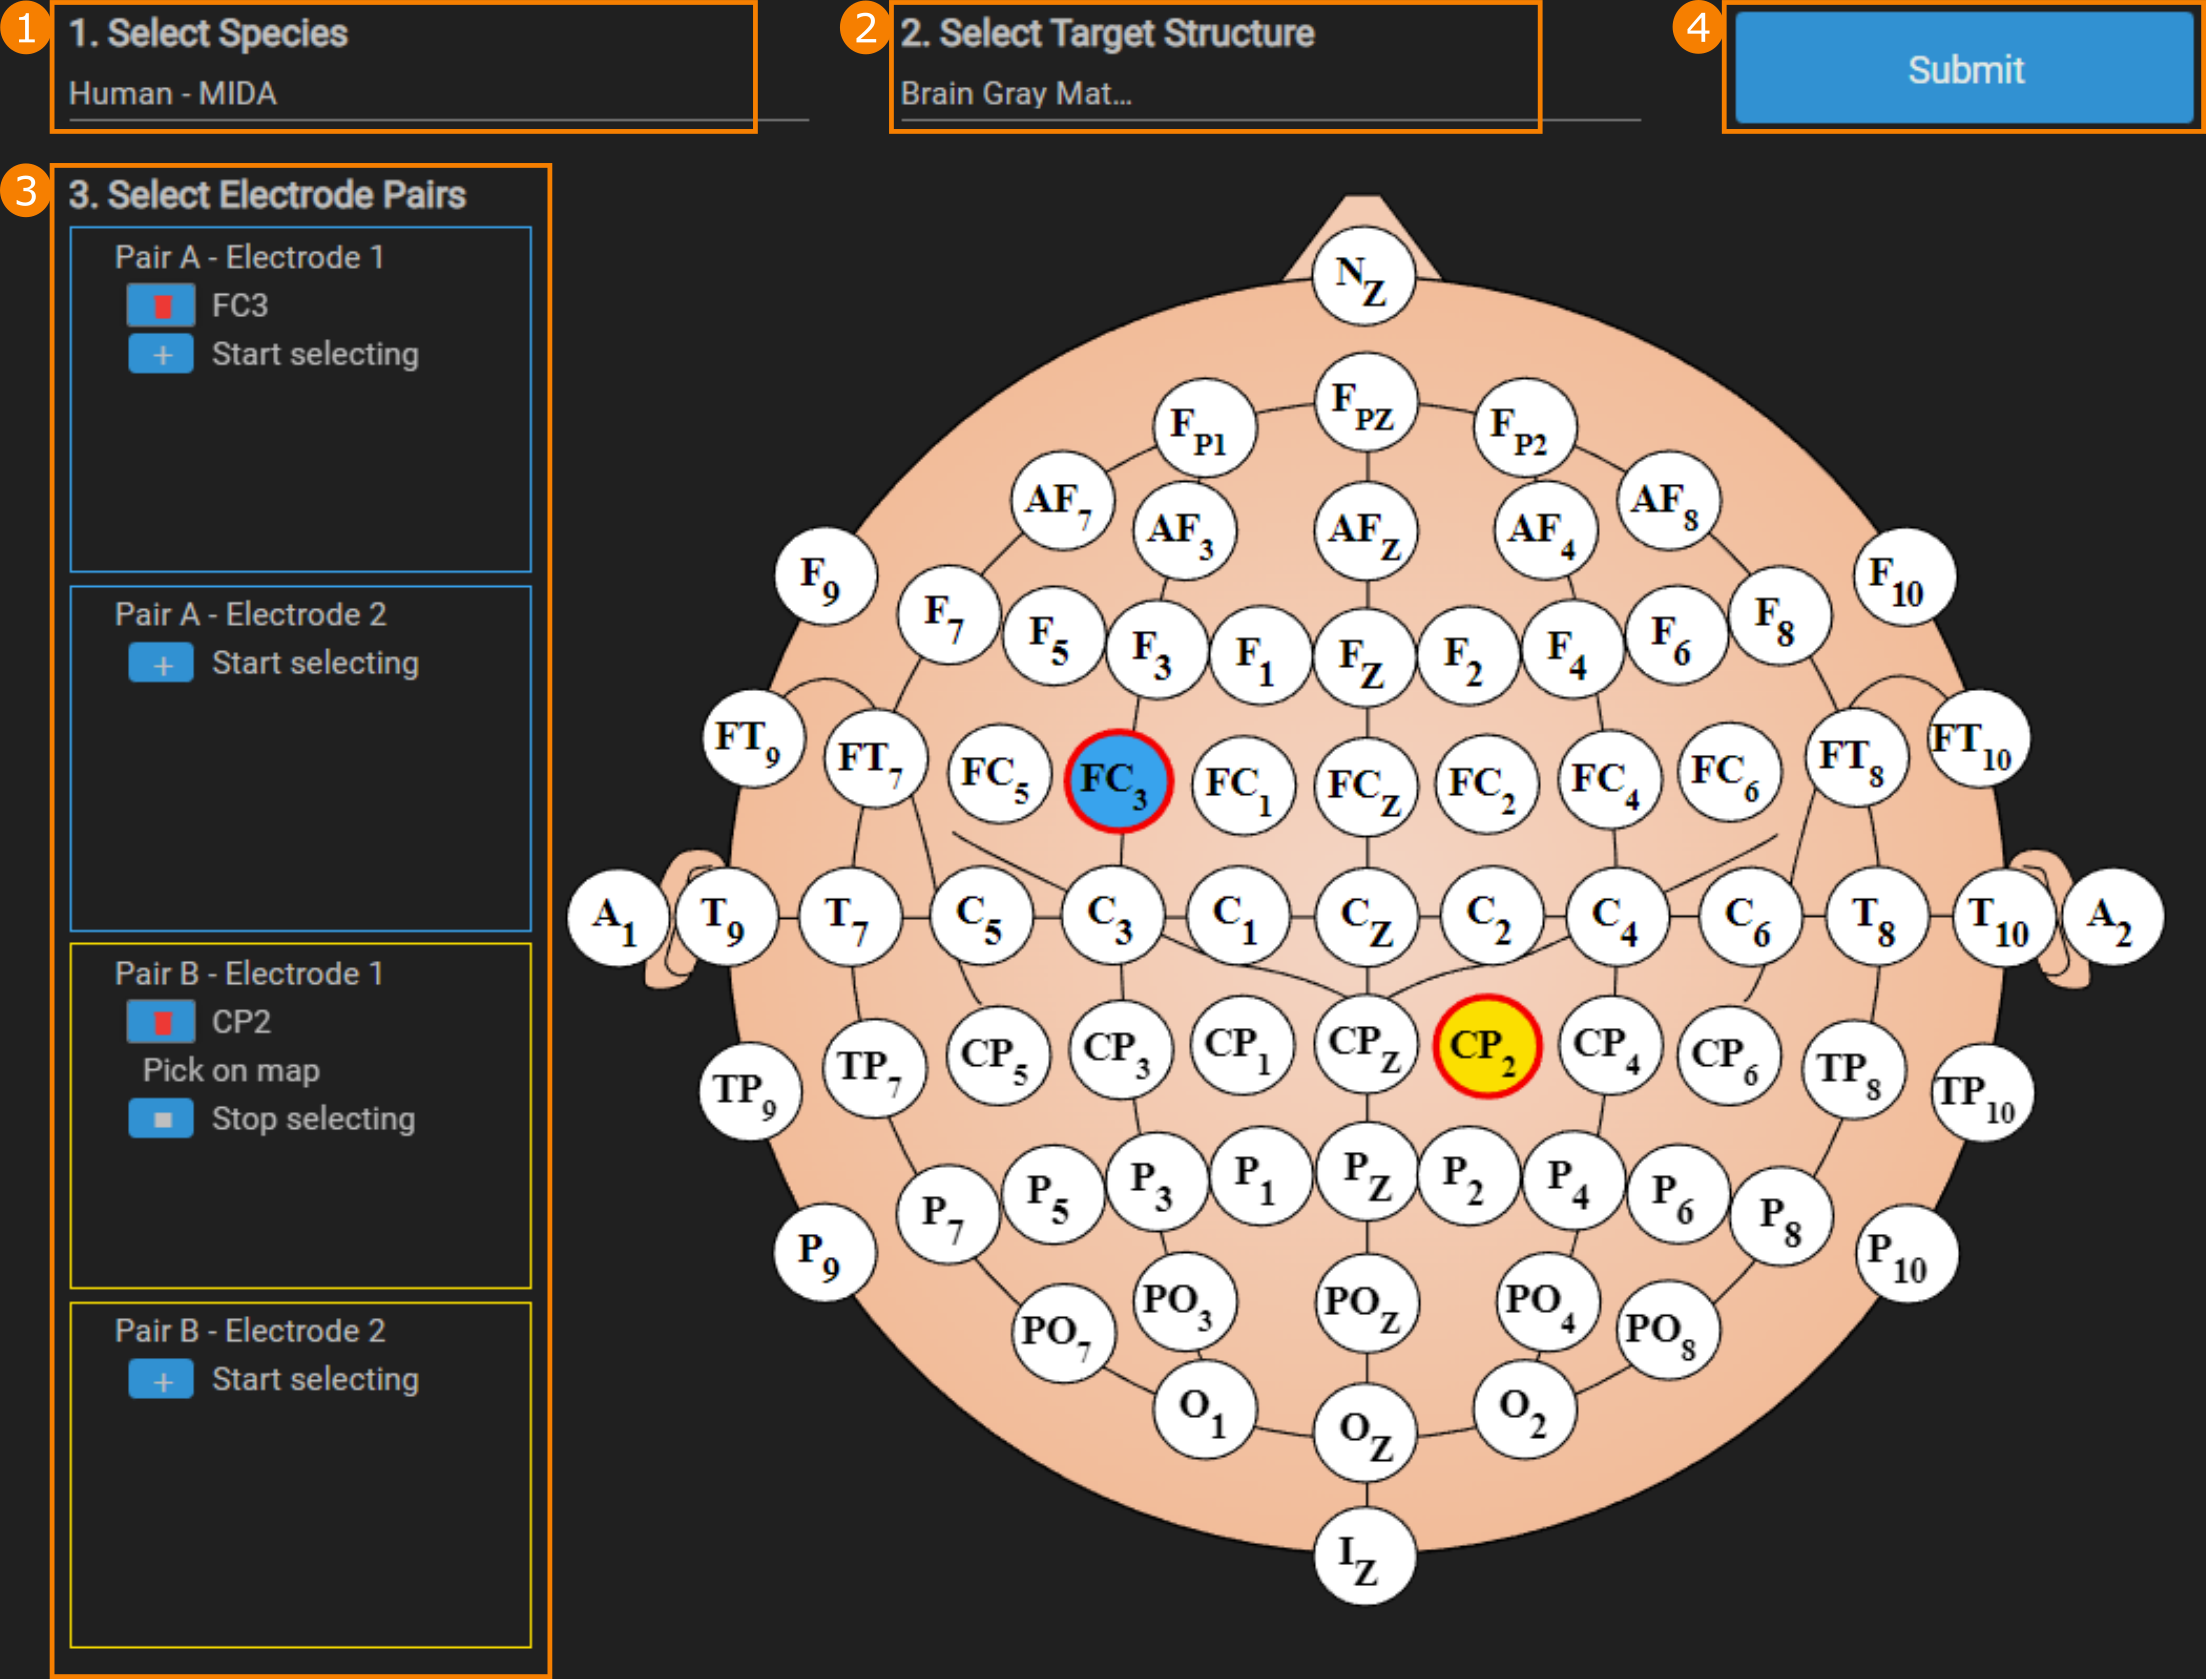 1
1. Select Species
Human - MIDA
2
2. Select Target Structure
Brain Gray Mat...
4
Submit
3
3. Select Electrode Pairs
Pair A - Electrode 1
FC3
+ Start selecting
Pair A - Electrode 2
+ Start selecting
Pair B - Electrode 1
CP2
Pick on map
Stop selecting
Pair B - Electrode 2
+ Start selecting
NZ
FP1 FPZ FP2
AF7 AF3 AFZ AF4 AF8
F9 F7 F5 F3 F1 FZ F2 F4 F6 F8 F10
FT9 FT7 FC5 FC3 FC1 FCZ FC2 FC4 FC6 FT8 FT10
A1 T9 T7 C5 C3 C1 CZ C2 C4 C6 T8 T10 A2
TP9 TP7 CP5 CP3 CP1 CPZ CP2 CP4 CP6 TP8 TP10
P9 P7 P5 P3 P1 PZ P2 P4 P6 P8 P10
PO7 PO3 POZ PO4 PO8
O1 OZ O2
IZ